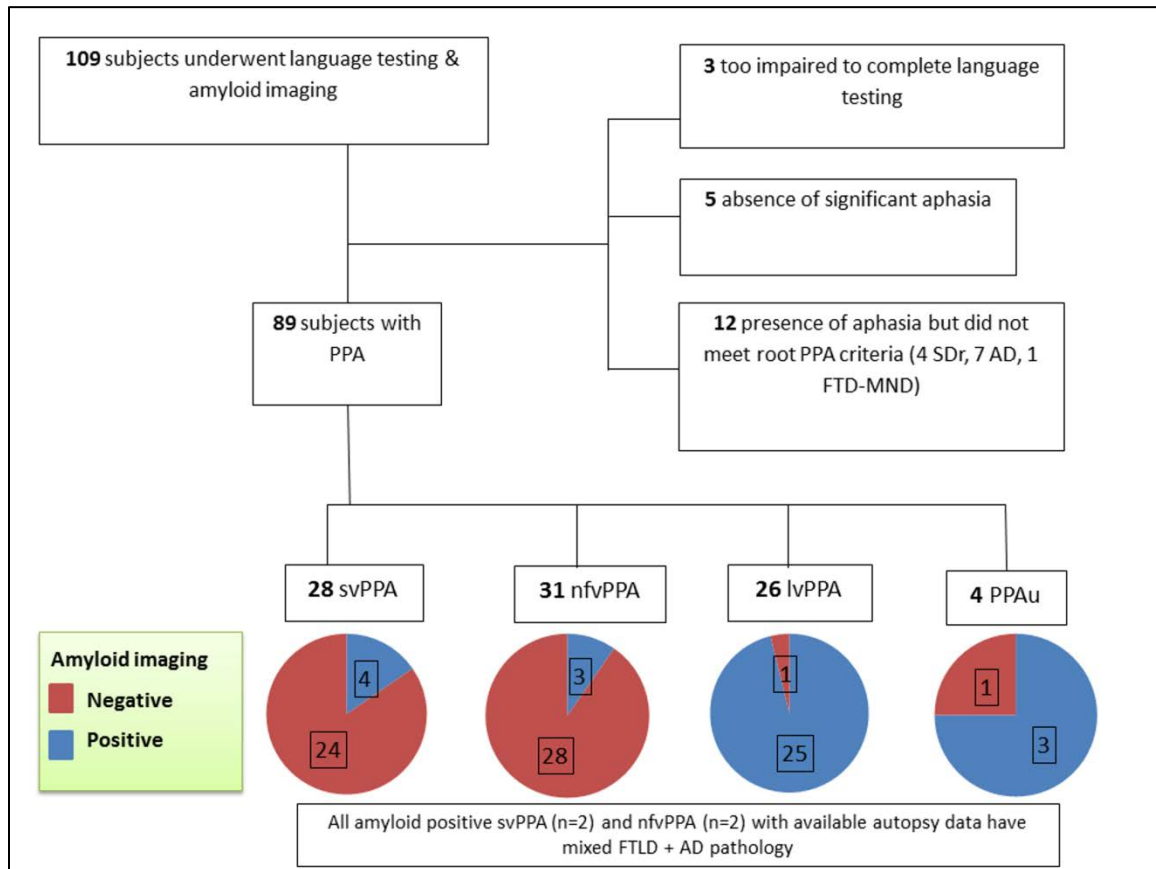 109 subjects underwent language testing &
amyloid imaging
3 too impaired to complete language
testing
5 absence of significant aphasia
89 subjects with
PPA
12 presence of aphasia but did not
meet root PPA criteria (4 SDr, 7 AD, 1
FTD-MND)
28 svPPA
31 nfvPPA
26 lvPPA
4 PPAu
Amyloid imaging
Negative
Positive
4
24
3
28
1
25
1
3
All amyloid positive svPPA (n=2) and nfvPPA (n=2) with available autopsy data have
mixed FTLD + AD pathology